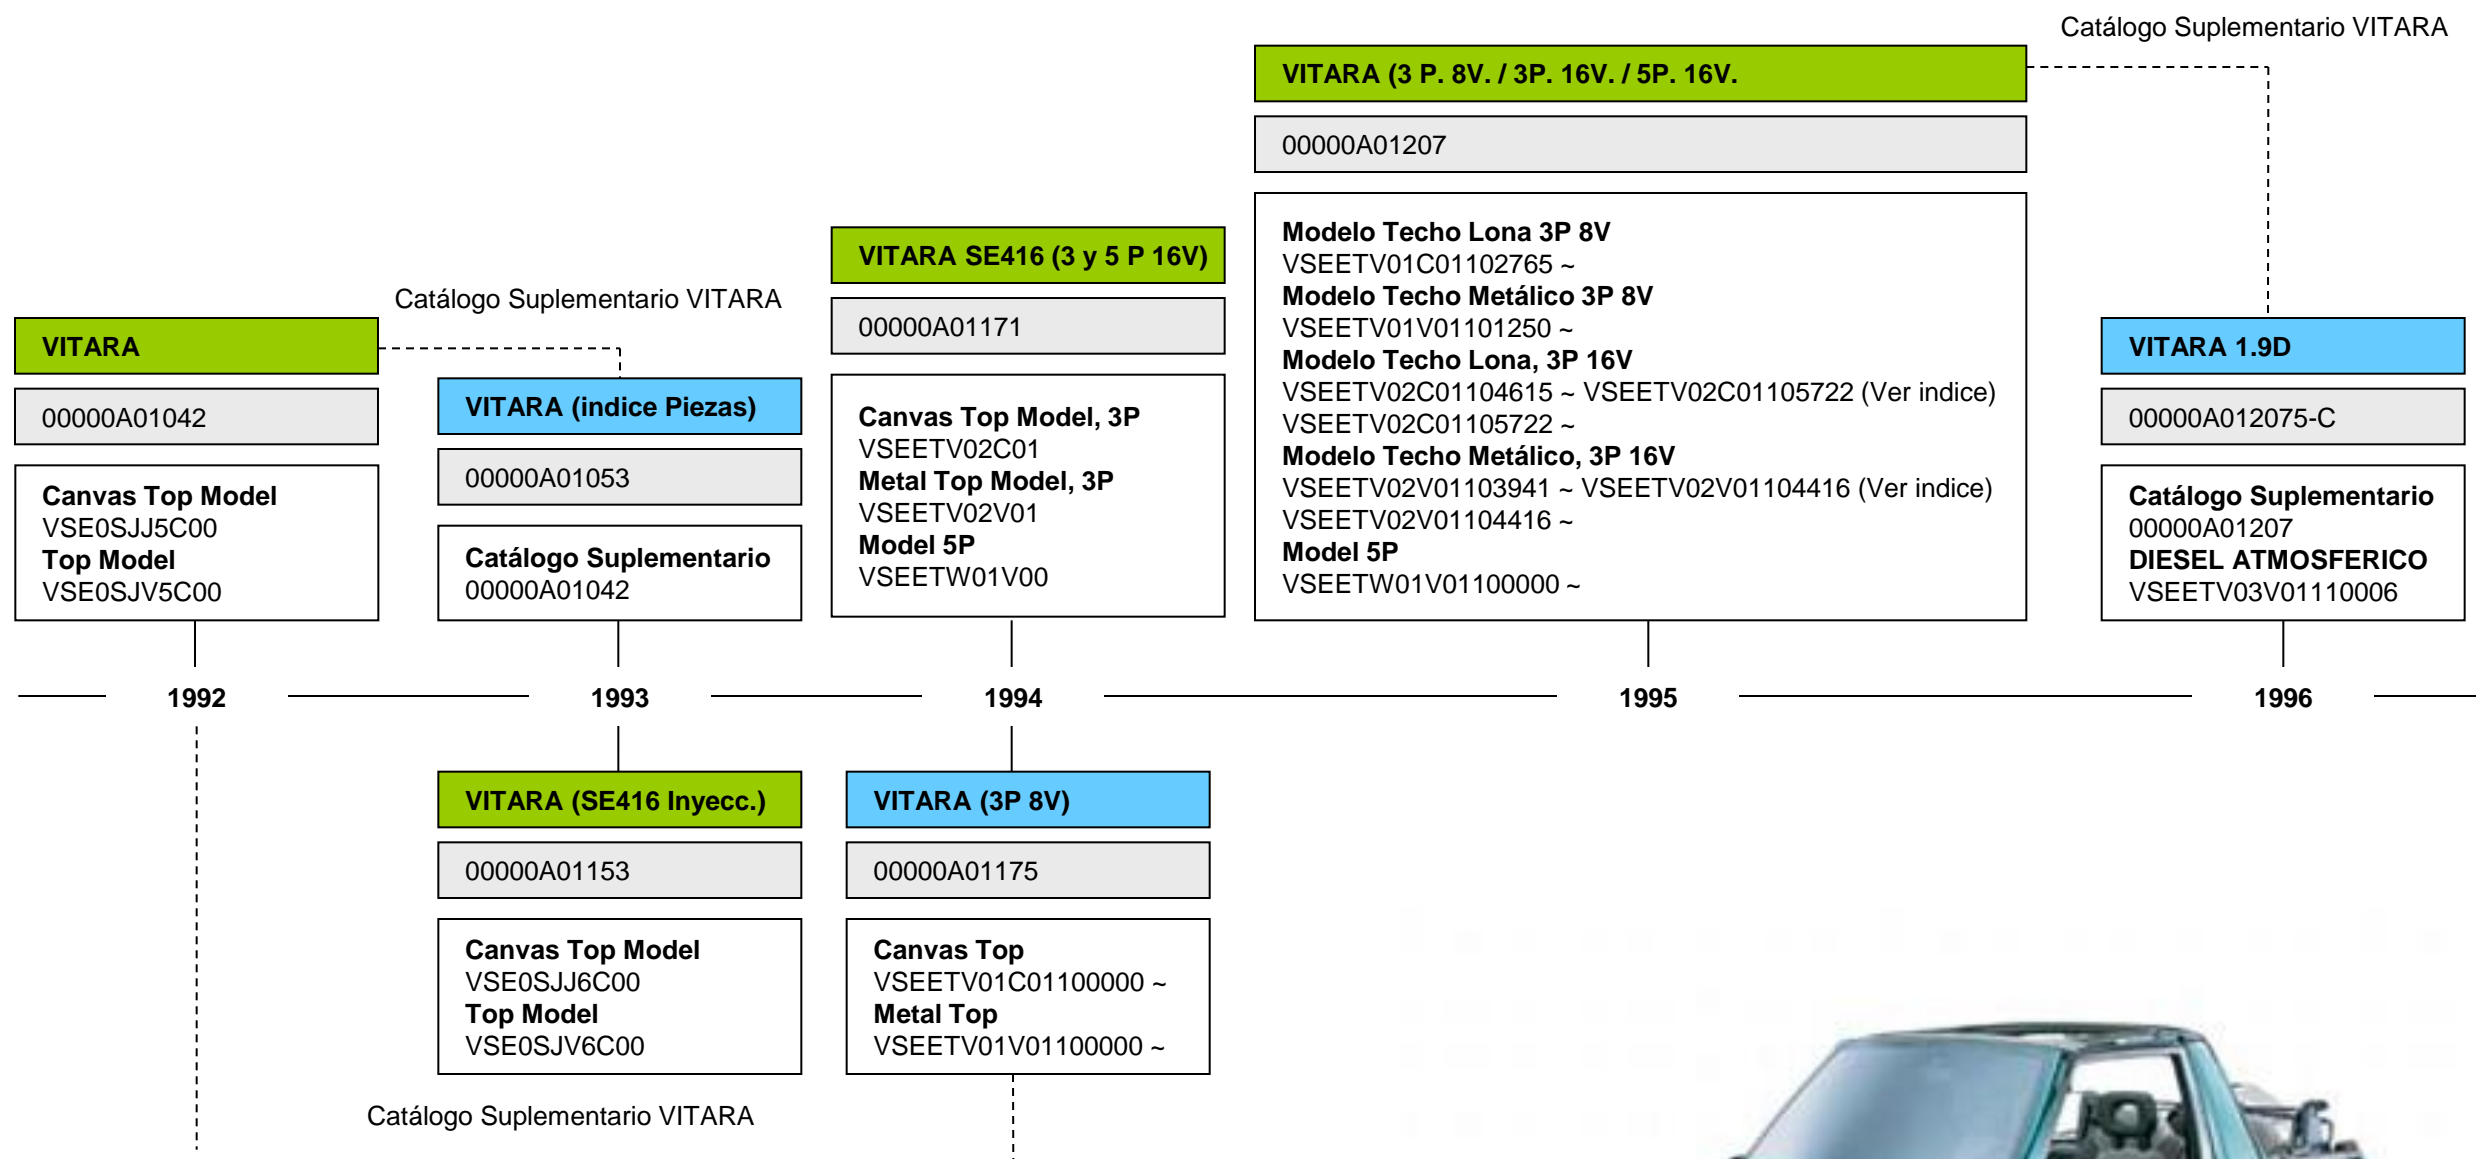 Catálogo Suplementario VITARA
VITARA (3 P. 8V. / 3P. 16V. / 5P. 16V.
00000A01207
Modelo Techo Lona 3P 8V
VSEETV01C01102765 ~
Modelo Techo Metálico 3P 8V
VSEETV01V01101250 ~
Modelo Techo Lona, 3P 16V
VSEETV02C01104615 ~ VSEETV02C01105722 (Ver indice)
VSEETV02C01105722 ~
Modelo Techo Metálico, 3P 16V
VSEETV02V01103941 ~ VSEETV02V01104416 (Ver indice)
VSEETV02V01104416 ~
Model 5P
VSEETW01V01100000 ~
VITARA SE416 (3 y 5 P 16V)
00000A01171
Canvas Top Model, 3P
VSEETV02C01
Metal Top Model, 3P
VSEETV02V01
Model 5P
VSEETW01V00
Catálogo Suplementario VITARA
VITARA
00000A01042
Canvas Top Model
VSE0SJJ5C00
Top Model
VSE0SJV5C00
VITARA (indice Piezas)
00000A01053
Catálogo Suplementario
00000A01042
VITARA 1.9D
00000A012075-C
Catálogo Suplementario
00000A01207
DIESEL ATMOSFERICO
VSEETV03V01110006
1992
1993
1994
1995
1996
VITARA (SE416 Inyecc.)
00000A01153
Canvas Top Model
VSE0SJJ6C00
Top Model
VSE0SJV6C00
VITARA (3P 8V)
00000A01175
Canvas Top
VSEETV01C01100000 ~
Metal Top
VSEETV01V01100000 ~
Catálogo Suplementario VITARA